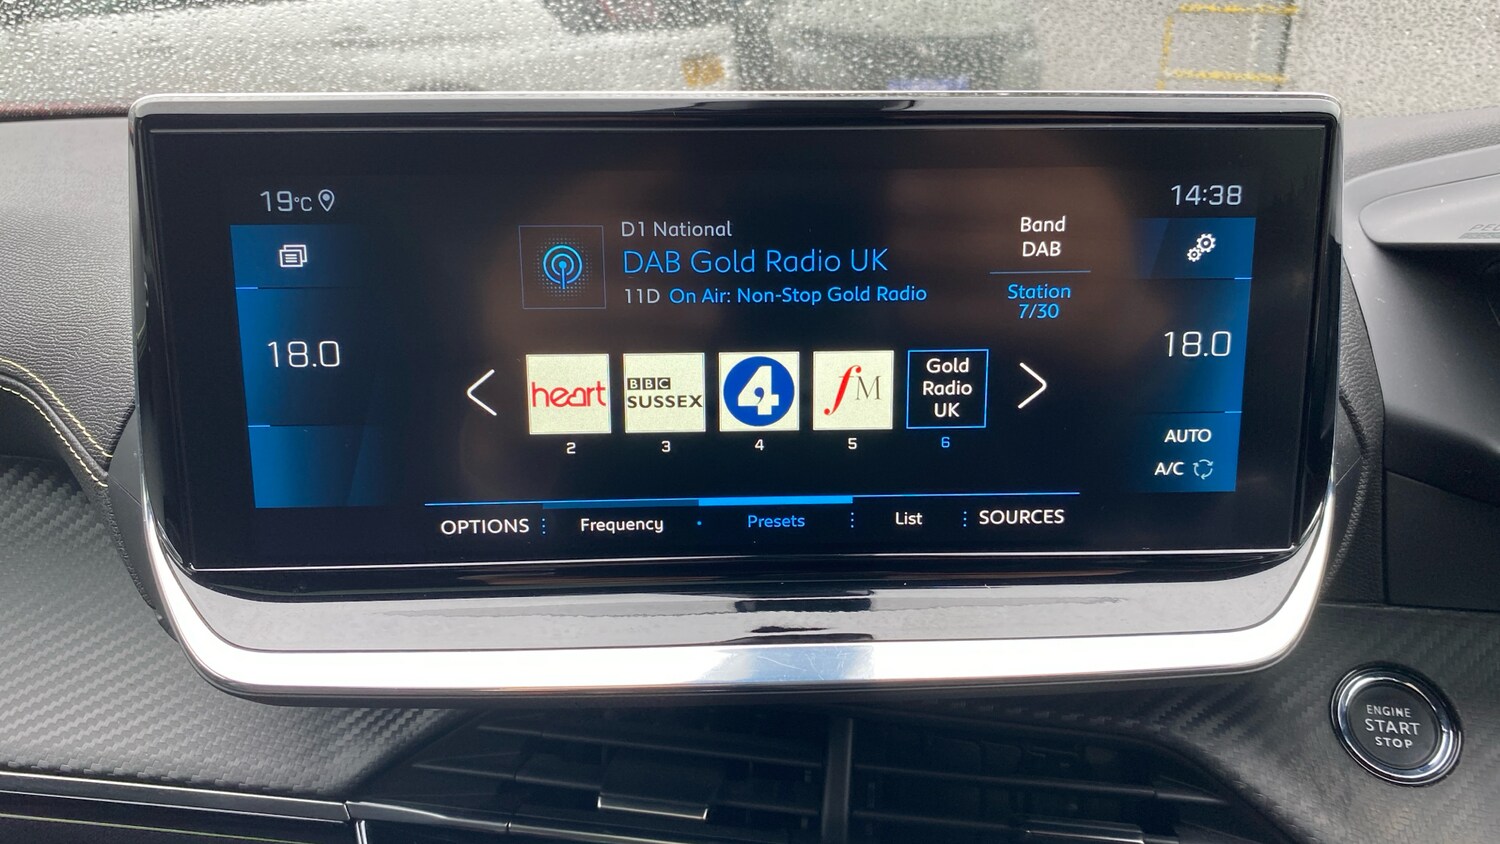 19°C
14:38
D1 National
DAB Gold Radio UK
11D On Air: Non-Stop Gold Radio
Band
DAB
Station
7/30
18.0
18.0
heart
BBC
SUSSEX
4
fM
Gold
Radio
UK
2
3
4
5
6
AUTO
A/C
OPTIONS
Frequency
Presets
List
SOURCES
ENGINE
START
STOP